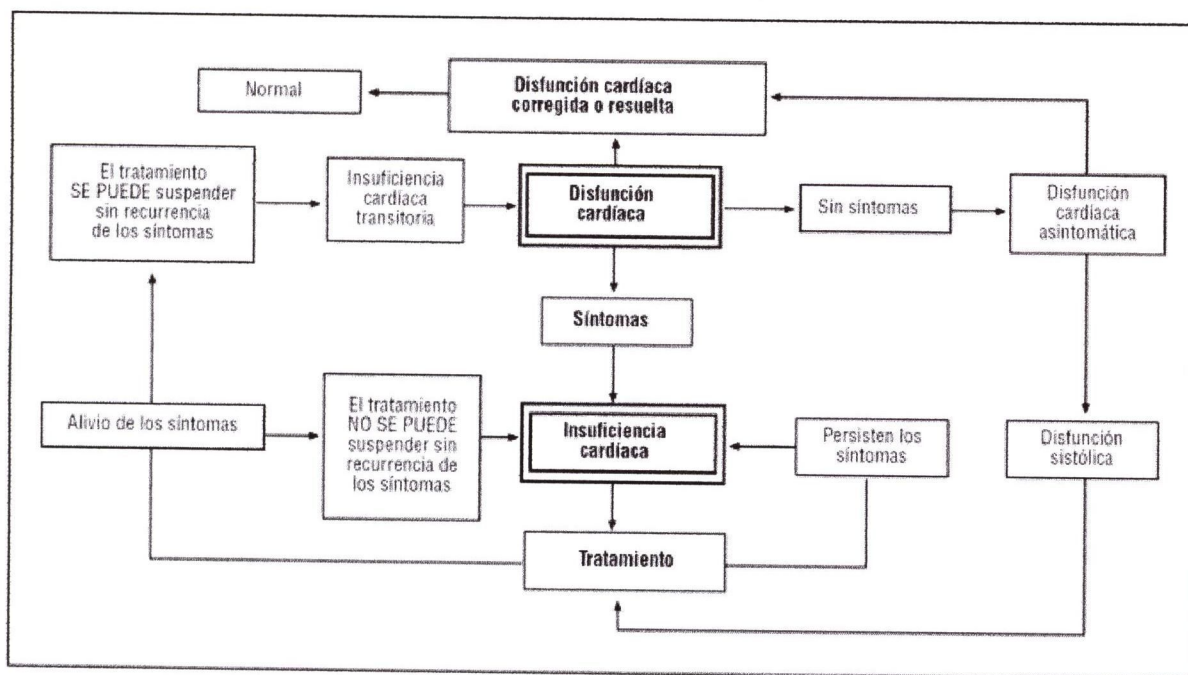 Normal
Disfunción cardíaca
corregida o resuelta
El tratamiento
SE PUEDE suspender
sin recurrencia
de los síntomas
Insuficiencia
cardíaca
transitoria
Disfunción
cardíaca
Sin síntomas
Disfunción
cardíaca
asintomática
Síntomas
Alivio de los síntomas
El tratamiento
NO SE PUEDE
suspender sin
recurrencia de
los síntomas
Insuficiencia
cardíaca
Persisten los
síntomas
Disfunción
sistólica
Tratamiento